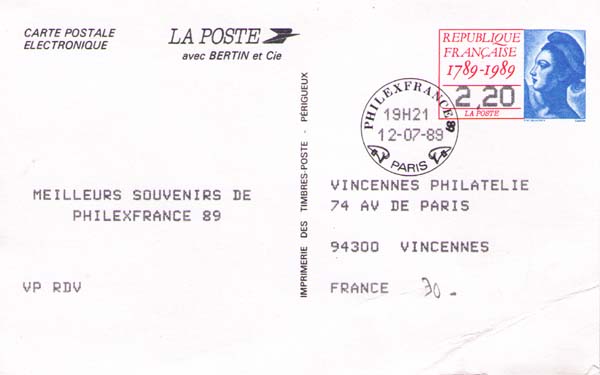 CARTE POSTALE
ELECTRONIQUE
LA POSTE
avec BERTIN et Cie
REPUBLIQUE
FRANÇAISE
1789-1989
2,20
LA POSTE
PHILEXFRANCE 89
19H21
12-07-89
PARIS
MEILLEURS SOUVENIRS DE
PHILEXFRANCE 89
VP RDV
IMPRIMERIE DES TIMBRES-POSTE - PÉRIGUEUX
VINCENNES PHILATELIE
74 AV DE PARIS
94300 VINCENNES
FRANCE
30-